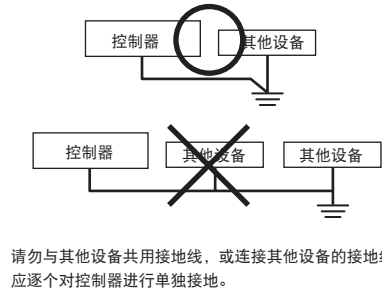 控制器
其他设备
控制器
其他设备
其他设备
请勿与其他设备共用接地线，或连接其他设备的接地
应逐个对控制器进行单独接地。